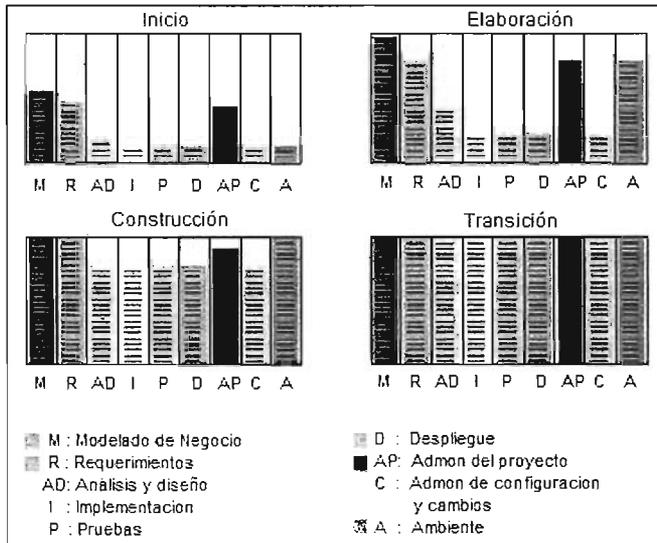 Inicio
Elaboración
M R AD I P D AP C A
M R AD I P D AP C A
Construcción
Transición
M R AD I P D AP C A
M R AD I P D AP C A
M : Modelado de Negocio
R : Requerimientos
AD: Análisis y diseño
I : Implementacion
P : Pruebas
D : Despliegue
AP: Admon del proyecto
C : Admon de configuracion
y cambios
A : Ambiente